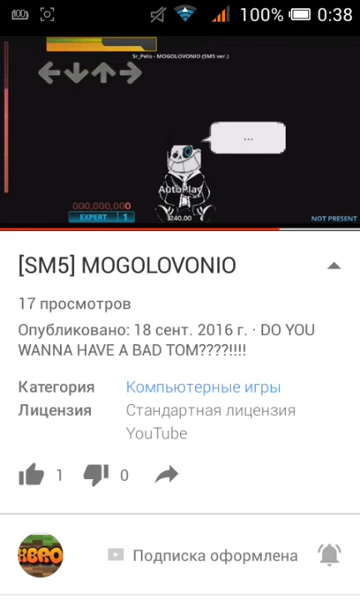 100% 0:38
Sr_Pelo - MOGOLOVONIO (SM5 ver.)
...
AutoPlay
000,000,000
EXPERT 1
240.00
NOT PRESENT
[SM5] MOGOLOVONIO
17 просмотров
Опубликовано: 18 сент. 2016 г. · DO YOU
WANNA HAVE A BAD TOM????!!!!
Категория Компьютерные игры
Лицензия Стандартная лицензия
YouTube
1 0
Подписка оформлена